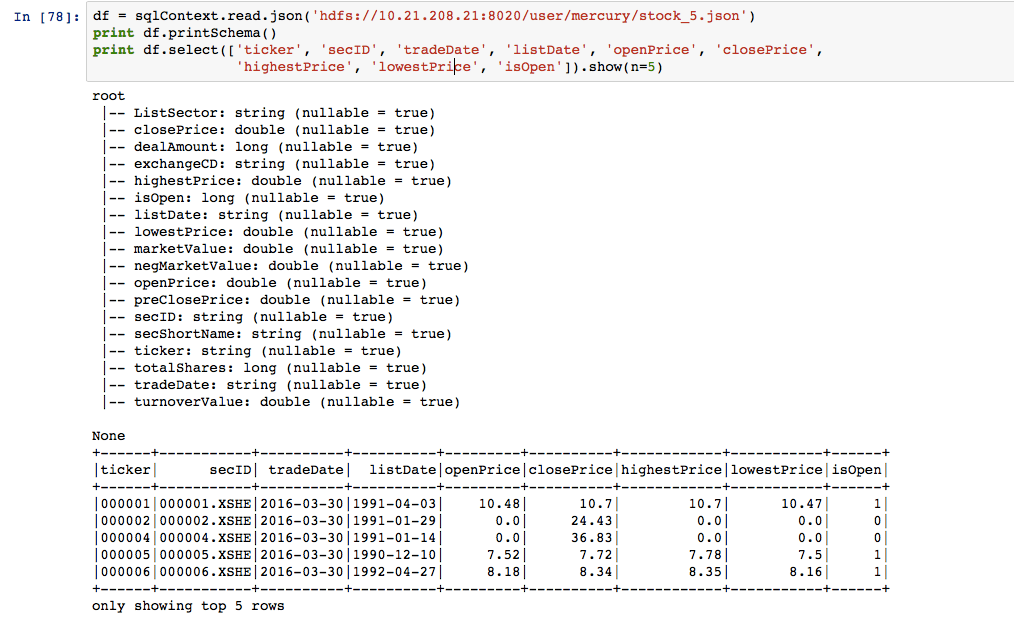 In [78]: df = sqlContext.read.json('hdfs://10.21.208.21:8020/user/mercury/stock_5.json')
print df.printSchema()
print df.select(['ticker', 'secID', 'tradeDate', 'listDate', 'openPrice', 'closePrice',
'highestPrice', 'lowestPrice', 'isOpen']).show(n=5)
root
|-- ListSector: string (nullable = true)
|-- closePrice: double (nullable = true)
|-- dealAmount: long (nullable = true)
|-- exchangeCD: string (nullable = true)
|-- highestPrice: double (nullable = true)
|-- isOpen: long (nullable = true)
|-- listDate: string (nullable = true)
|-- lowestPrice: double (nullable = true)
|-- marketValue: double (nullable = true)
|-- negMarketValue: double (nullable = true)
|-- openPrice: double (nullable = true)
|-- preClosePrice: double (nullable = true)
|-- secID: string (nullable = true)
|-- secShortName: string (nullable = true)
|-- ticker: string (nullable = true)
|-- totalShares: long (nullable = true)
|-- tradeDate: string (nullable = true)
|-- turnoverValue: double (nullable = true)
None
+------+-----------+----------+----------+---------+----------+------------+-----------+------+
|ticker|      secID| tradeDate|  listDate|openPrice|closePrice|highestPrice|lowestPrice|isOpen|
+------+-----------+----------+----------+---------+----------+------------+-----------+------+
|000001|000001.XSHE|2016-03-30|1991-04-03|    10.48|      10.7|        10.7|      10.47|     1|
|000002|000002.XSHE|2016-03-30|1991-01-29|      0.0|     24.43|         0.0|        0.0|     0|
|000004|000004.XSHE|2016-03-30|1991-01-14|      0.0|     36.83|         0.0|        0.0|     0|
|000005|000005.XSHE|2016-03-30|1990-12-10|     7.52|      7.72|        7.78|        7.5|     1|
|000006|000006.XSHE|2016-03-30|1992-04-27|     8.18|      8.34|        8.35|       8.16|     1|
+------+-----------+----------+----------+---------+----------+------------+-----------+------+
only showing top 5 rows